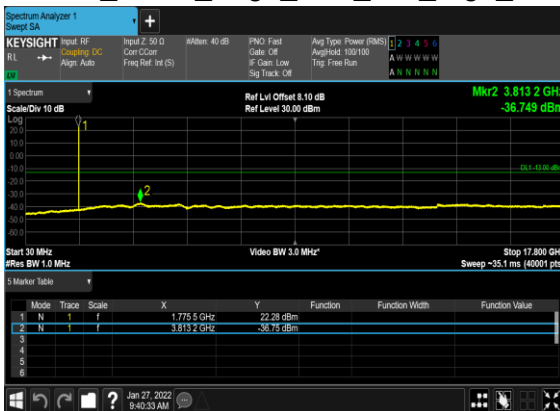 Spectrum Analyzer 1
Swept SA
KEYSIGHT Input: RF Input Z: 50 Ω #Atten: 40 dB PNO: Fast Avg Type: Power (RMS) 1 2 3 4 5 6
RL Coupling: DC Corr CCorr Gate: Off Avg|Hold: 100/100 A W W W W W
Align: Auto Freq Ref: Int (S) IF Gain: Low Trig: Free Run
Sig Track: Off A N N N N N
LV
1 Spectrum Ref Lvl Offset 8.10 dB Mkr2 3.813 2 GHz
Scale/Div 10 dB Ref Level 30.00 dBm -36.749 dBm
Log
20.0
10.0
0.00
-10.0
-20.0
-30.0
-40.0
-50.0
-60.0
1
2
DL1 -13.00 dBm
Start 30 MHz Video BW 3.0 MHz* Stop 17.800 GHz
#Res BW 1.0 MHz Sweep ~35.1 ms (40001 pts)
5 Marker Table
Mode Trace Scale X Y Function Function Width Function Value
1 N 1 f 1.775 5 GHz 22.28 dBm
2 N 1 f 3.813 2 GHz -36.75 dBm
3
4
5
6
Jan 27, 2022
9:40:33 AM